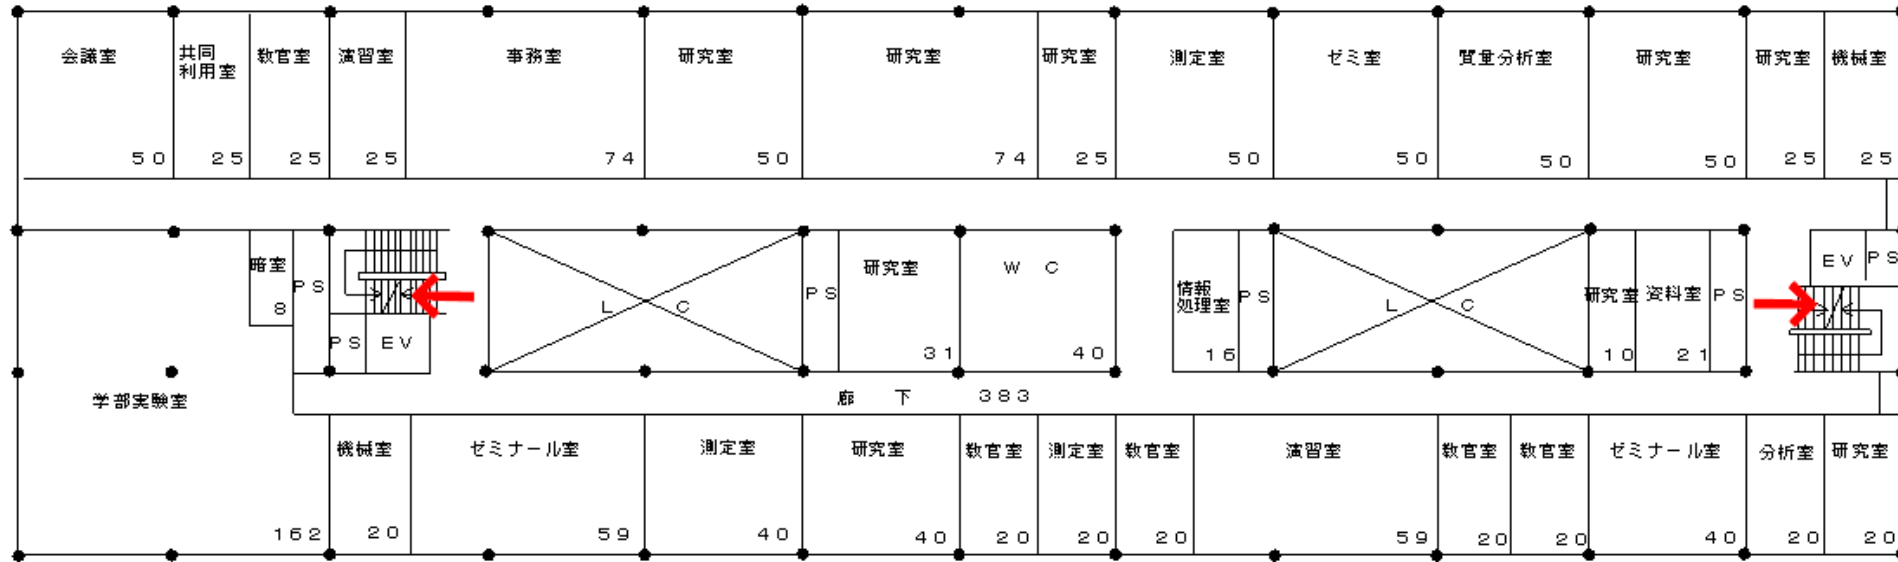 会議室
共同
利用室
教官室
演習室
事務室
研究室
研究室
研究室
測定室
ゼミ室
質量分析室
研究室
研究室
機械室
50
25
25
25
74
50
74
25
50
50
50
50
25
25
暗室
8
PS
PS
EV
LC
PS
研究室
31
WC
40
情報
処理室
16
PS
LC
研究室
10
資料室
21
PS
EV
PS
学部実験室
廊下 383
機械室
ゼミナール室
測定室
研究室
教官室
測定室
教官室
演習室
教官室
教官室
ゼミナール室
分析室
研究室
162
20
59
40
40
20
20
20
59
20
20
40
20
20